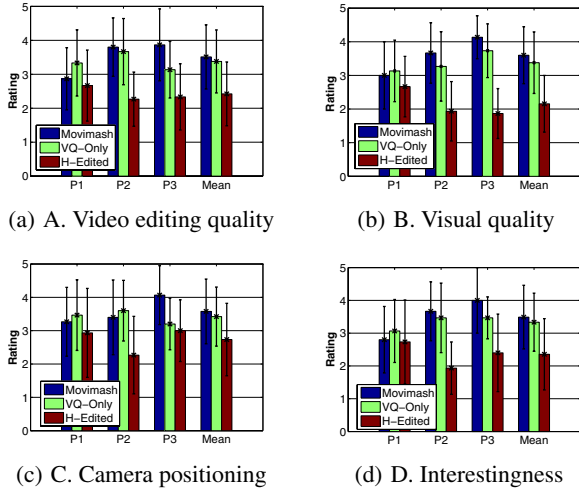 5
4
3
2
1
0
Rating
Movimash
VQ-Only
H-Edited
P1 P2 P3 Mean
(a) A. Video editing quality
5
4
3
2
1
0
Rating
Movimash
VQ-Only
H-Edited
P1 P2 P3 Mean
(b) B. Visual quality
5
4
3
2
1
0
Rating
Movimash
VQ-Only
H-Edited
P1 P2 P3 Mean
(c) C. Camera positioning
5
4
3
2
1
0
Rating
Movimash
VQ-Only
H-Edited
P1 P2 P3 Mean
(d) D. Interestingness